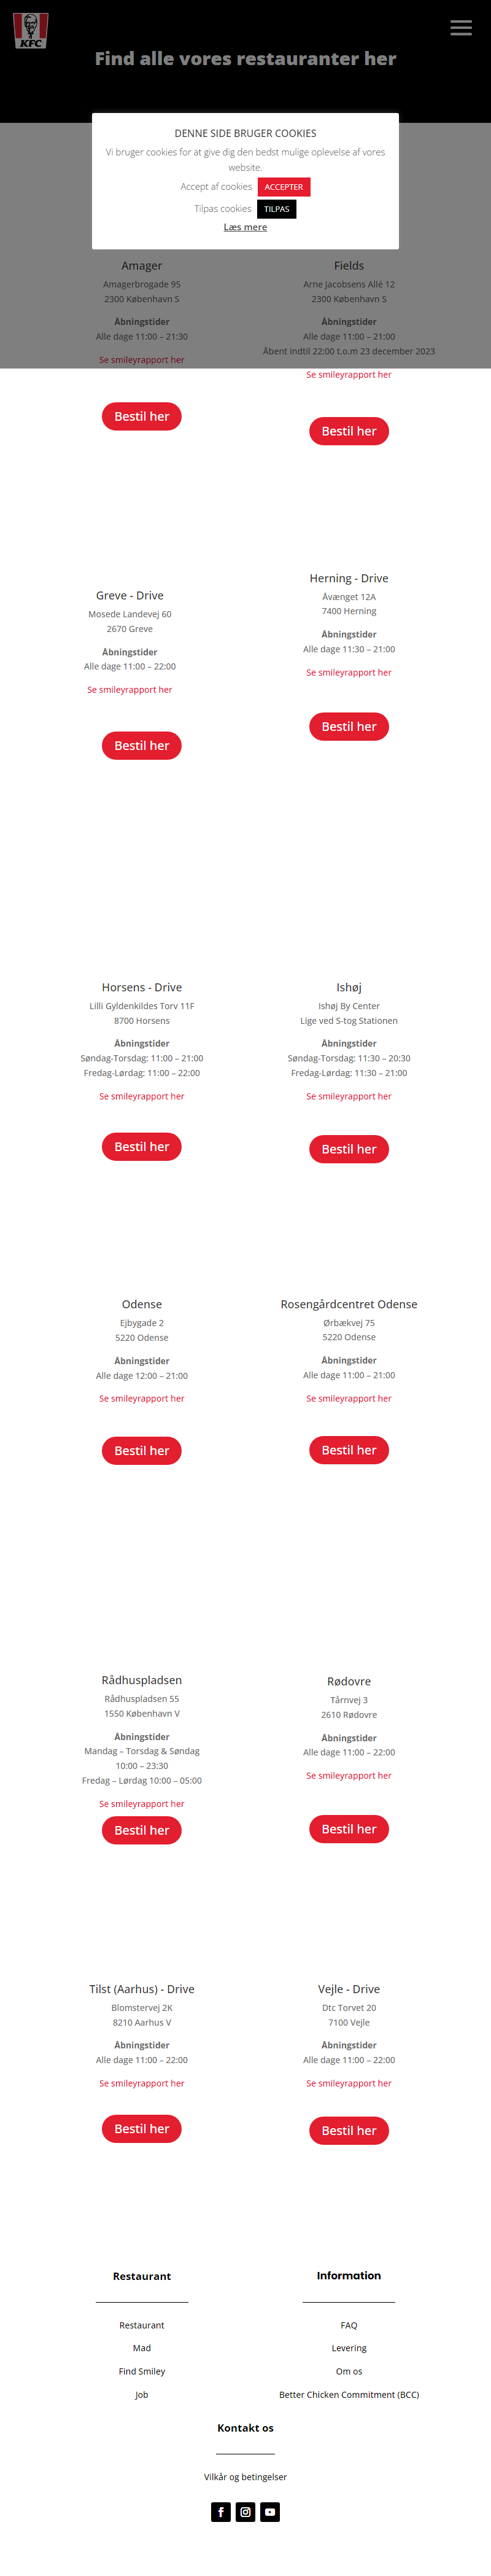 KFC
Find alle vores restauranter her
DENNE SIDE BRUGER COOKIES
Vi bruger cookies for at give dig den bedst mulige oplevelse af vores
website.
Accept af cookies ACCEPTER
Tilpas cookies TILPAS
Læs mere
Amager
Amagerbrogade 95
2300 København S
Åbningstider
Alle dage 11:00 – 21:30
Se smileyrapport her
Bestil her
Fields
Arne Jacobsens Allé 12
2300 København S
Åbningstider
Alle dage 11:00 – 21:00
Åbent indtil 22:00 t.o.m 23 december 2023
Se smileyrapport her
Bestil her
Greve - Drive
Mosede Landevej 60
2670 Greve
Åbningstider
Alle dage 11:00 – 22:00
Se smileyrapport her
Bestil her
Herning - Drive
Åvænget 12A
7400 Herning
Åbningstider
Alle dage 11:30 – 21:00
Se smileyrapport her
Bestil her
Horsens - Drive
Lilli Gyldenkildes Torv 11F
8700 Horsens
Åbningstider
Søndag-Torsdag: 11:00 – 21:00
Fredag-Lørdag: 11:00 – 22:00
Se smileyrapport her
Bestil her
Ishøj
Ishøj By Center
Lige ved S-tog Stationen
Åbningstider
Søndag-Torsdag: 11:30 – 20:30
Fredag-Lørdag: 11:30 – 21:00
Se smileyrapport her
Bestil her
Odense
Ejbygade 2
5220 Odense
Åbningstider
Alle dage 12:00 – 21:00
Se smileyrapport her
Bestil her
Rosengårdcentret Odense
Ørbækvej 75
5220 Odense
Åbningstider
Alle dage 11:00 – 21:00
Se smileyrapport her
Bestil her
Rådhuspladsen
Rådhuspladsen 55
1550 København V
Åbningstider
Mandag – Torsdag & Søndag
10:00 – 23:30
Fredag – Lørdag 10:00 – 05:00
Se smileyrapport her
Bestil her
Rødovre
Tårnvej 3
2610 Rødovre
Åbningstider
Alle dage 11:00 – 22:00
Se smileyrapport her
Bestil her
Tilst (Aarhus) - Drive
Blomstervej 2K
8210 Aarhus V
Åbningstider
Alle dage 11:00 – 22:00
Se smileyrapport her
Bestil her
Vejle - Drive
Dtc Torvet 20
7100 Vejle
Åbningstider
Alle dage 11:00 – 22:00
Se smileyrapport her
Bestil her
Restaurant
Restaurant
Mad
Find Smiley
Job
Information
FAQ
Levering
Om os
Better Chicken Commitment (BCC)
Kontakt os
Vilkår og betingelser